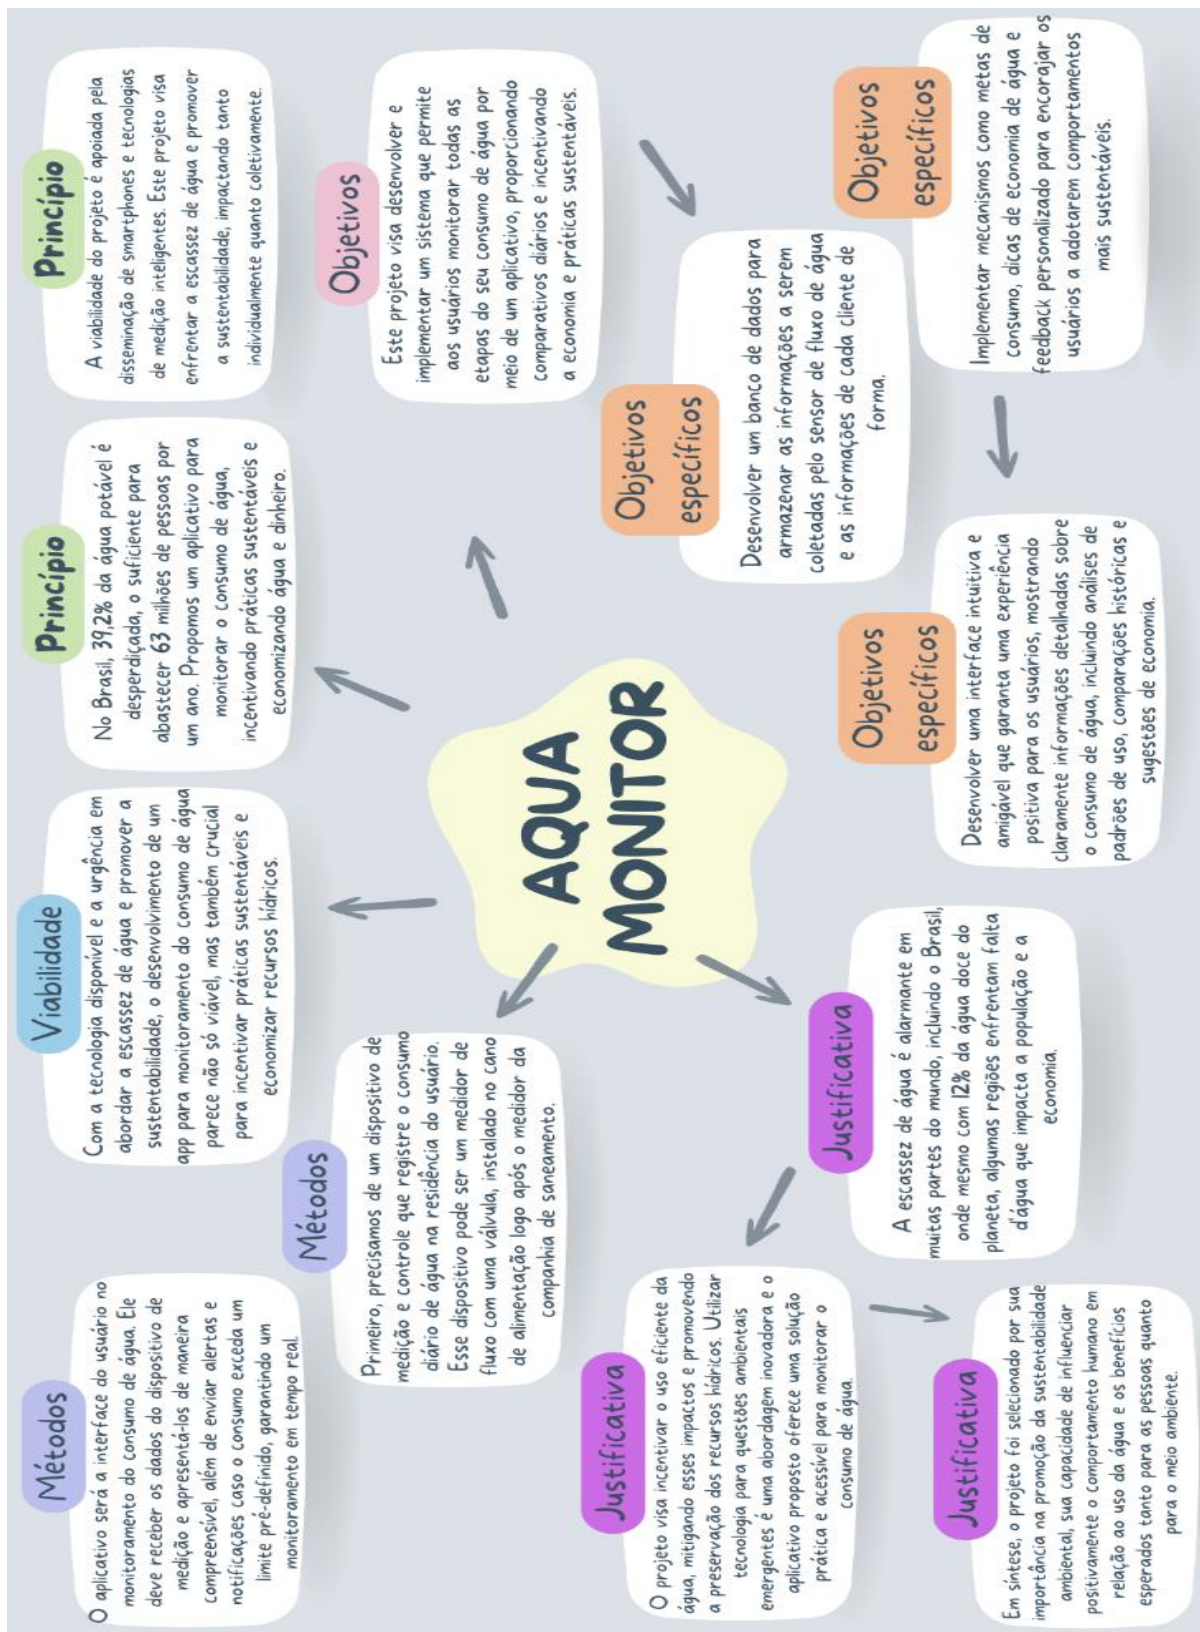 Métodos
O aplicativo será a interface do usuário no
monitoramento do consumo de água. Ele
deve receber os dados do dispositivo de
medição e apresentá-los de maneira
compreensível, além de enviar alertas e
notificações caso o consumo exceda um
limite pré-definido, garantindo um
monitoramento em tempo real.
Viabilidade
Com a tecnologia disponível e a urgência em
abordar a escassez de água e promover a
sustentabilidade, o desenvolvimento de um
app para monitoramento do consumo de água
parece não só viável, mas também crucial
para incentivar práticas sustentáveis e
economizar recursos hídricos.
Princípio
No Brasil, 39,2% da água potável é
desperdiçada, o suficiente para
abastecer 63 milhões de pessoas por
um ano. Propomos um aplicativo para
monitorar o consumo de água,
incentivando práticas sustentáveis e
economizando água e dinheiro.
Princípio
A viabilidade do projeto é apoiada pela
disseminação de smartphones e tecnologias
de medição inteligentes. Este projeto visa
enfrentar a escassez de água e promover
a sustentabilidade, impactando tanto
individualmente quanto coletivamente.
Métodos
Primeiro, precisamos de um dispositivo de
medição e controle que registre o consumo
diário de água na residência do usuário.
Esse dispositivo pode ser um medidor de
fluxo com uma válvula, instalado no cano
de alimentação logo após o medidor da
companhia de saneamento.
Objetivos
Este projeto visa desenvolver e
implementar um sistema que permite
aos usuários monitorar todas as
etapas do seu consumo de água por
meio de um aplicativo, proporcionando
comparativos diários e incentivando
a economia e práticas sustentáveis.
AQUA
MONITOR
Justificativa
O projeto visa incentivar o uso eficiente da
água, mitigando esses impactos e promovendo
a preservação dos recursos hídricos. Utilizar
tecnologia para questões ambientais
emergentes é uma abordagem inovadora e o
aplicativo proposto oferece uma solução
prática e acessível para monitorar o
consumo de água.
Objetivos
específicos
Desenvolver um banco de dados para
armazenar as informações a serem
coletadas pelo sensor de fluxo de água
e as informações de cada cliente de
forma.
Justificativa
A escassez de água é alarmante em
muitas partes do mundo, incluindo o Brasil,
onde mesmo com 12% da água doce do
planeta, algumas regiões enfrentam falta
d'água que impacta a população e a
economia.
Objetivos
específicos
Desenvolver uma interface intuitiva e
amigável que garanta uma experiência
positiva para os usuários, mostrando
claramente informações detalhadas sobre
o consumo de água, incluindo análises de
padrões de uso, comparações históricas e
sugestões de economia.
Objetivos
específicos
Implementar mecanismos como metas de
consumo, dicas de economia de água e
feedback personalizado para encorajar os
usuários a adotarem comportamentos
mais sustentáveis.
Justificativa
Em síntese, o projeto foi selecionado por sua
importância na promoção da sustentabilidade
ambiental, sua capacidade de influenciar
positivamente o comportamento humano em
relação ao uso da água e os benefícios
esperados tanto para as pessoas quanto
para o meio ambiente.